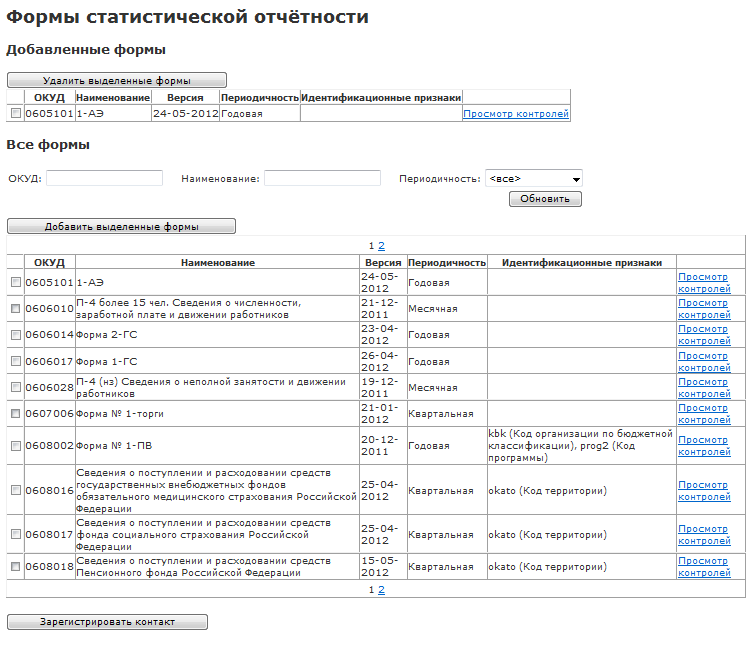 Формы статистической отчётности
Добавленные формы
Удалить выделенные формы
ОКУД Наименование Версия Периодичность Идентификационные признаки
0605101 1-АЭ 24-05-2012 Годовая Просмотр контролей
Все формы
ОКУД: Наименование: Периодичность: <все>
Обновить
Добавить выделенные формы
1 2
ОКУД Наименование Версия Периодичность Идентификационные признаки
0605101 1-АЭ 24-05-2012 Годовая Просмотр контролей
0606010 П-4 более 15 чел. Сведения о численности, заработной плате и движении работников 21-12-2011 Месячная Просмотр контролей
0606014 Форма 2-ГС 23-04-2012 Годовая Просмотр контролей
0606017 Форма 1-ГС 26-04-2012 Годовая Просмотр контролей
0606028 П-4 (нз) Сведения о неполной занятости и движении работников 19-12-2011 Месячная Просмотр контролей
0607006 Форма № 1-торги 21-01-2012 Квартальная Просмотр контролей
0608002 Форма № 1-ПВ 20-12-2011 Годовая kbk (Код организации по бюджетной классификации), prog2 (Код программы) Просмотр контролей
0608016 Сведения о поступлении и расходовании средств государственных внебюджетных фондов обязательного медицинского страхования Российской Федерации 25-04-2012 Квартальная okato (Код территории) Просмотр контролей
0608017 Сведения о поступлении и расходовании средств фонда социального страхования Российской Федерации 25-04-2012 Квартальная okato (Код территории) Просмотр контролей
0608018 Сведения о поступлении и расходовании средств Пенсионного фонда Российской Федерации 15-05-2012 Квартальная okato (Код территории) Просмотр контролей
1 2
Зарегистрировать контакт